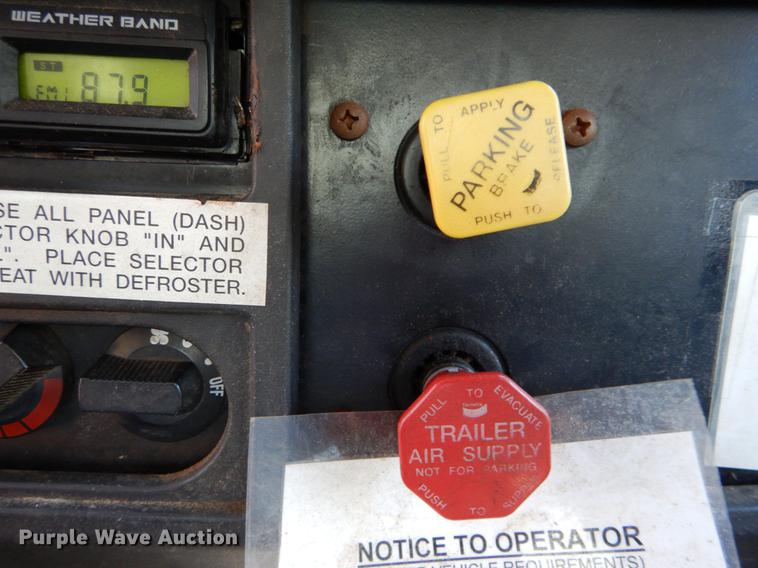 WEATHER BAND
ST
FM1 87.9
SE ALL PANEL (DASH)
CTOR KNOB "IN" AND
PLACE SELECTOR
EAT WITH DEFROSTER.
OFF
PULL TO APPLY
PARKING
BRAKE
PUSH TO RELEASE
PULL TO EVACUATE
TRAILER
AIR SUPPLY
NOT FOR PARKING
PUSH TO SUPPLY
NOTICE TO OPERATOR
VEHICLE REQUIREMENTS)
Purple Wave Auction